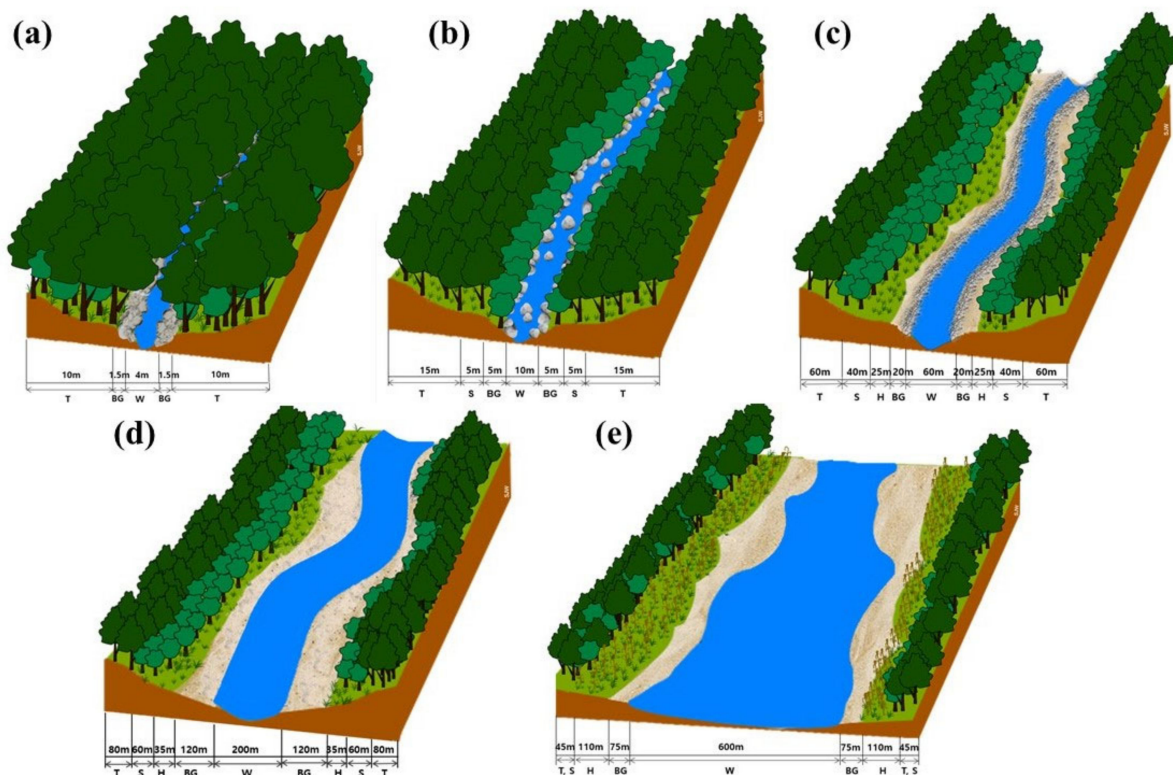 (a)
(b)
(c)
10m 1.5m 4m 1.5m 10m
T BG W BG T
15m 5m 5m 10m 5m 5m 15m
T S BG W BG S T
60m 40m 25m 20m 60m 20m 25m 40m 60m
T S H BG W BG H S T
(d)
(e)
80m 60m 35m 120m 200m 120m 35m 60m 80m
T S H BG W BG H S T
45m 110m 75m 600m 75m 110m 45m
T, S H BG W BG H T, S